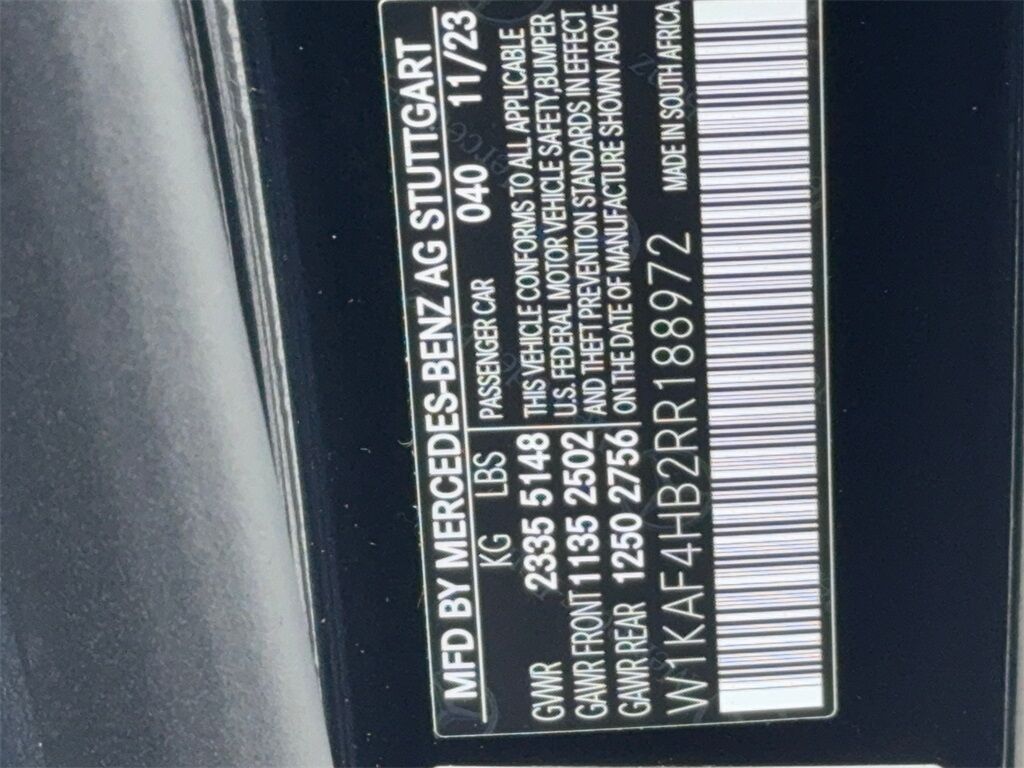 MFD BY MERCEDES-BENZ AG STUTTGART
KG LBS PASSENGER CAR 040 11/23
GVWR 2335 5148
GAWR FRONT 1135 2502
GAWR REAR 1250 2756
THIS VEHICLE CONFORMS TO ALL APPLICABLE
U.S. FEDERAL MOTOR VEHICLE SAFETY,BUMPER
AND THEFT PREVENTION STANDARDS IN EFFECT
ON THE DATE OF MANUFACTURE SHOWN ABOVE
W1KAF4HB2RR188972 MADE IN SOUTH AFRICA